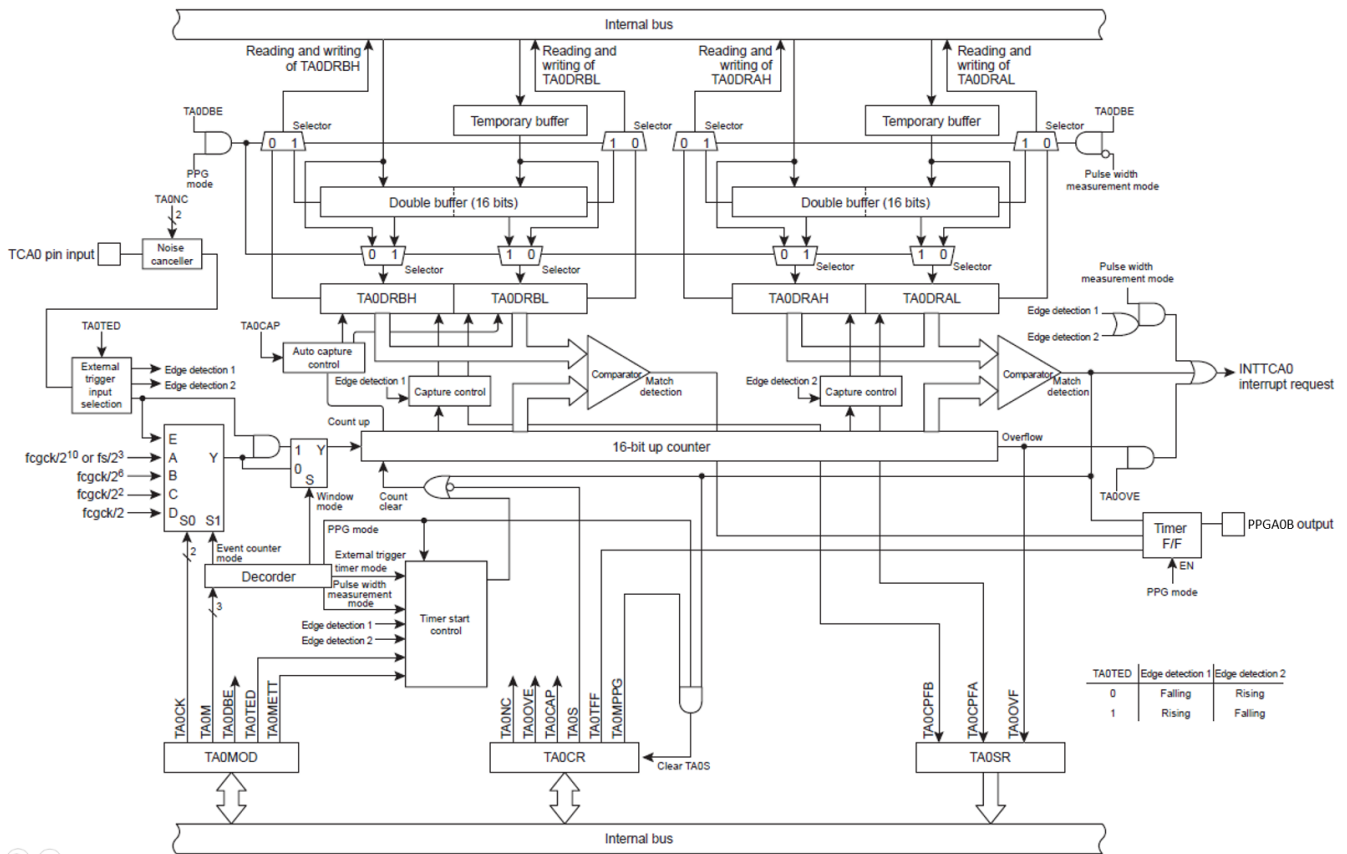 Internal bus
Reading and writing
of TA0DRBH
Reading and
writing of
TA0DRBL
Reading and
writing of
TA0DRAH
Reading and
writing of
TA0DRAL
TA0DBE
Selector
Temporary buffer
Selector
Selector
Temporary buffer
Selector
TA0DBE
0 1
1 0
0 1
1 0
PPG
mode
Pulse width
measurement mode
TA0NC
2
Double buffer (16 bits)
Double buffer (16 bits)
TCA0 pin input
Noise
canceller
0 1
1 0
0 1
1 0
Selector
Selector
Selector
Selector
Pulse width
measurement mode
TA0DRBH
TA0DRBL
TA0DRAH
TA0DRAL
Edge detection 1
Edge detection 2
TA0TED
TA0CAP
Auto capture
control
External
trigger
input
selection
Edge detection 1
Edge detection 2
Edge detection 1
Capture control
Comparator
Match
detection
Edge detection 2
Capture control
Comparator
Match
detection
INTTCA0
interrupt request
Count up
16-bit up counter
Overflow
TA0OVE
E
A
B
C
D
Y
S0 S1
fcgck/2¹⁰ or fs/2³
fcgck/2⁶
fcgck/2²
fcgck/2
1 Y
0
S
Window
mode
Count
clear
PPG mode
Timer
F/F
EN
PPGA0B output
PPG mode
2
Event counter
mode
External trigger
timer mode
Decorder
Pulse width
measurement
mode
3
Timer start
control
Edge detection 1
Edge detection 2
TA0CK
TA0M
TA0DBE
TA0TED
TA0METT
TA0NC
TA0OVE
TA0CAP
TA0S
TA0TFF
TA0MPPG
TA0CPFB
TA0CPFA
TA0OVF
TA0TED Edge detection 1 Edge detection 2
0 Falling Rising
1 Rising Falling
TA0MOD
TA0CR
Clear TA0S
TA0SR
Internal bus